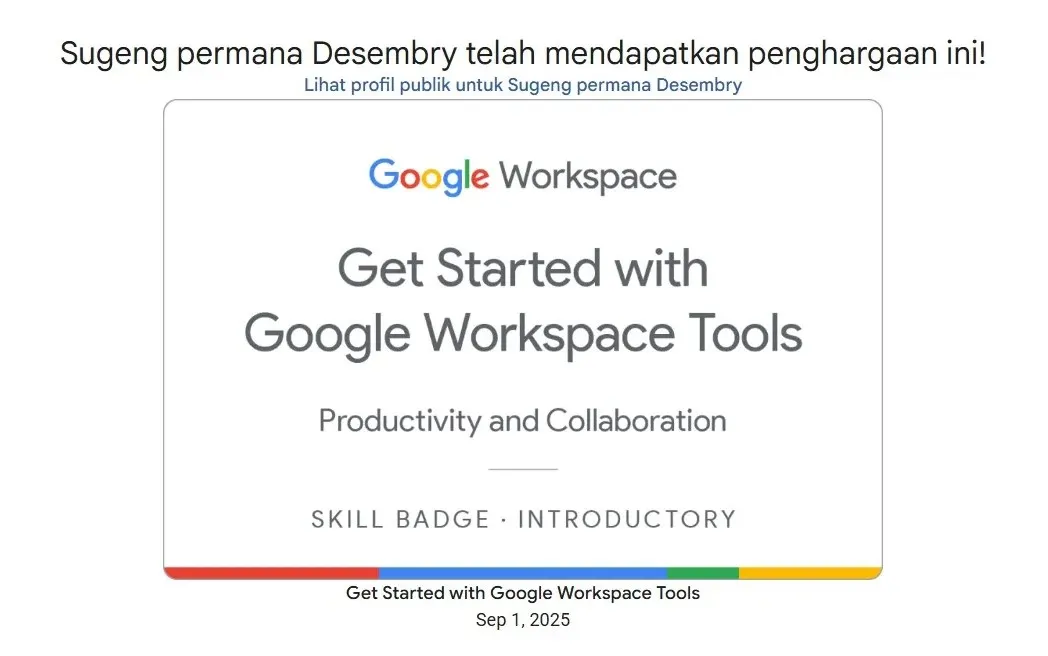 Sugeng permana Desembry telah mendapatkan penghargaan ini!
Lihat profil publik untuk Sugeng permana Desembry
Google Workspace
Get Started with
Google Workspace Tools
Productivity and Collaboration
SKILL BADGE · INTRODUCTORY
Get Started with Google Workspace Tools
Sep 1, 2025